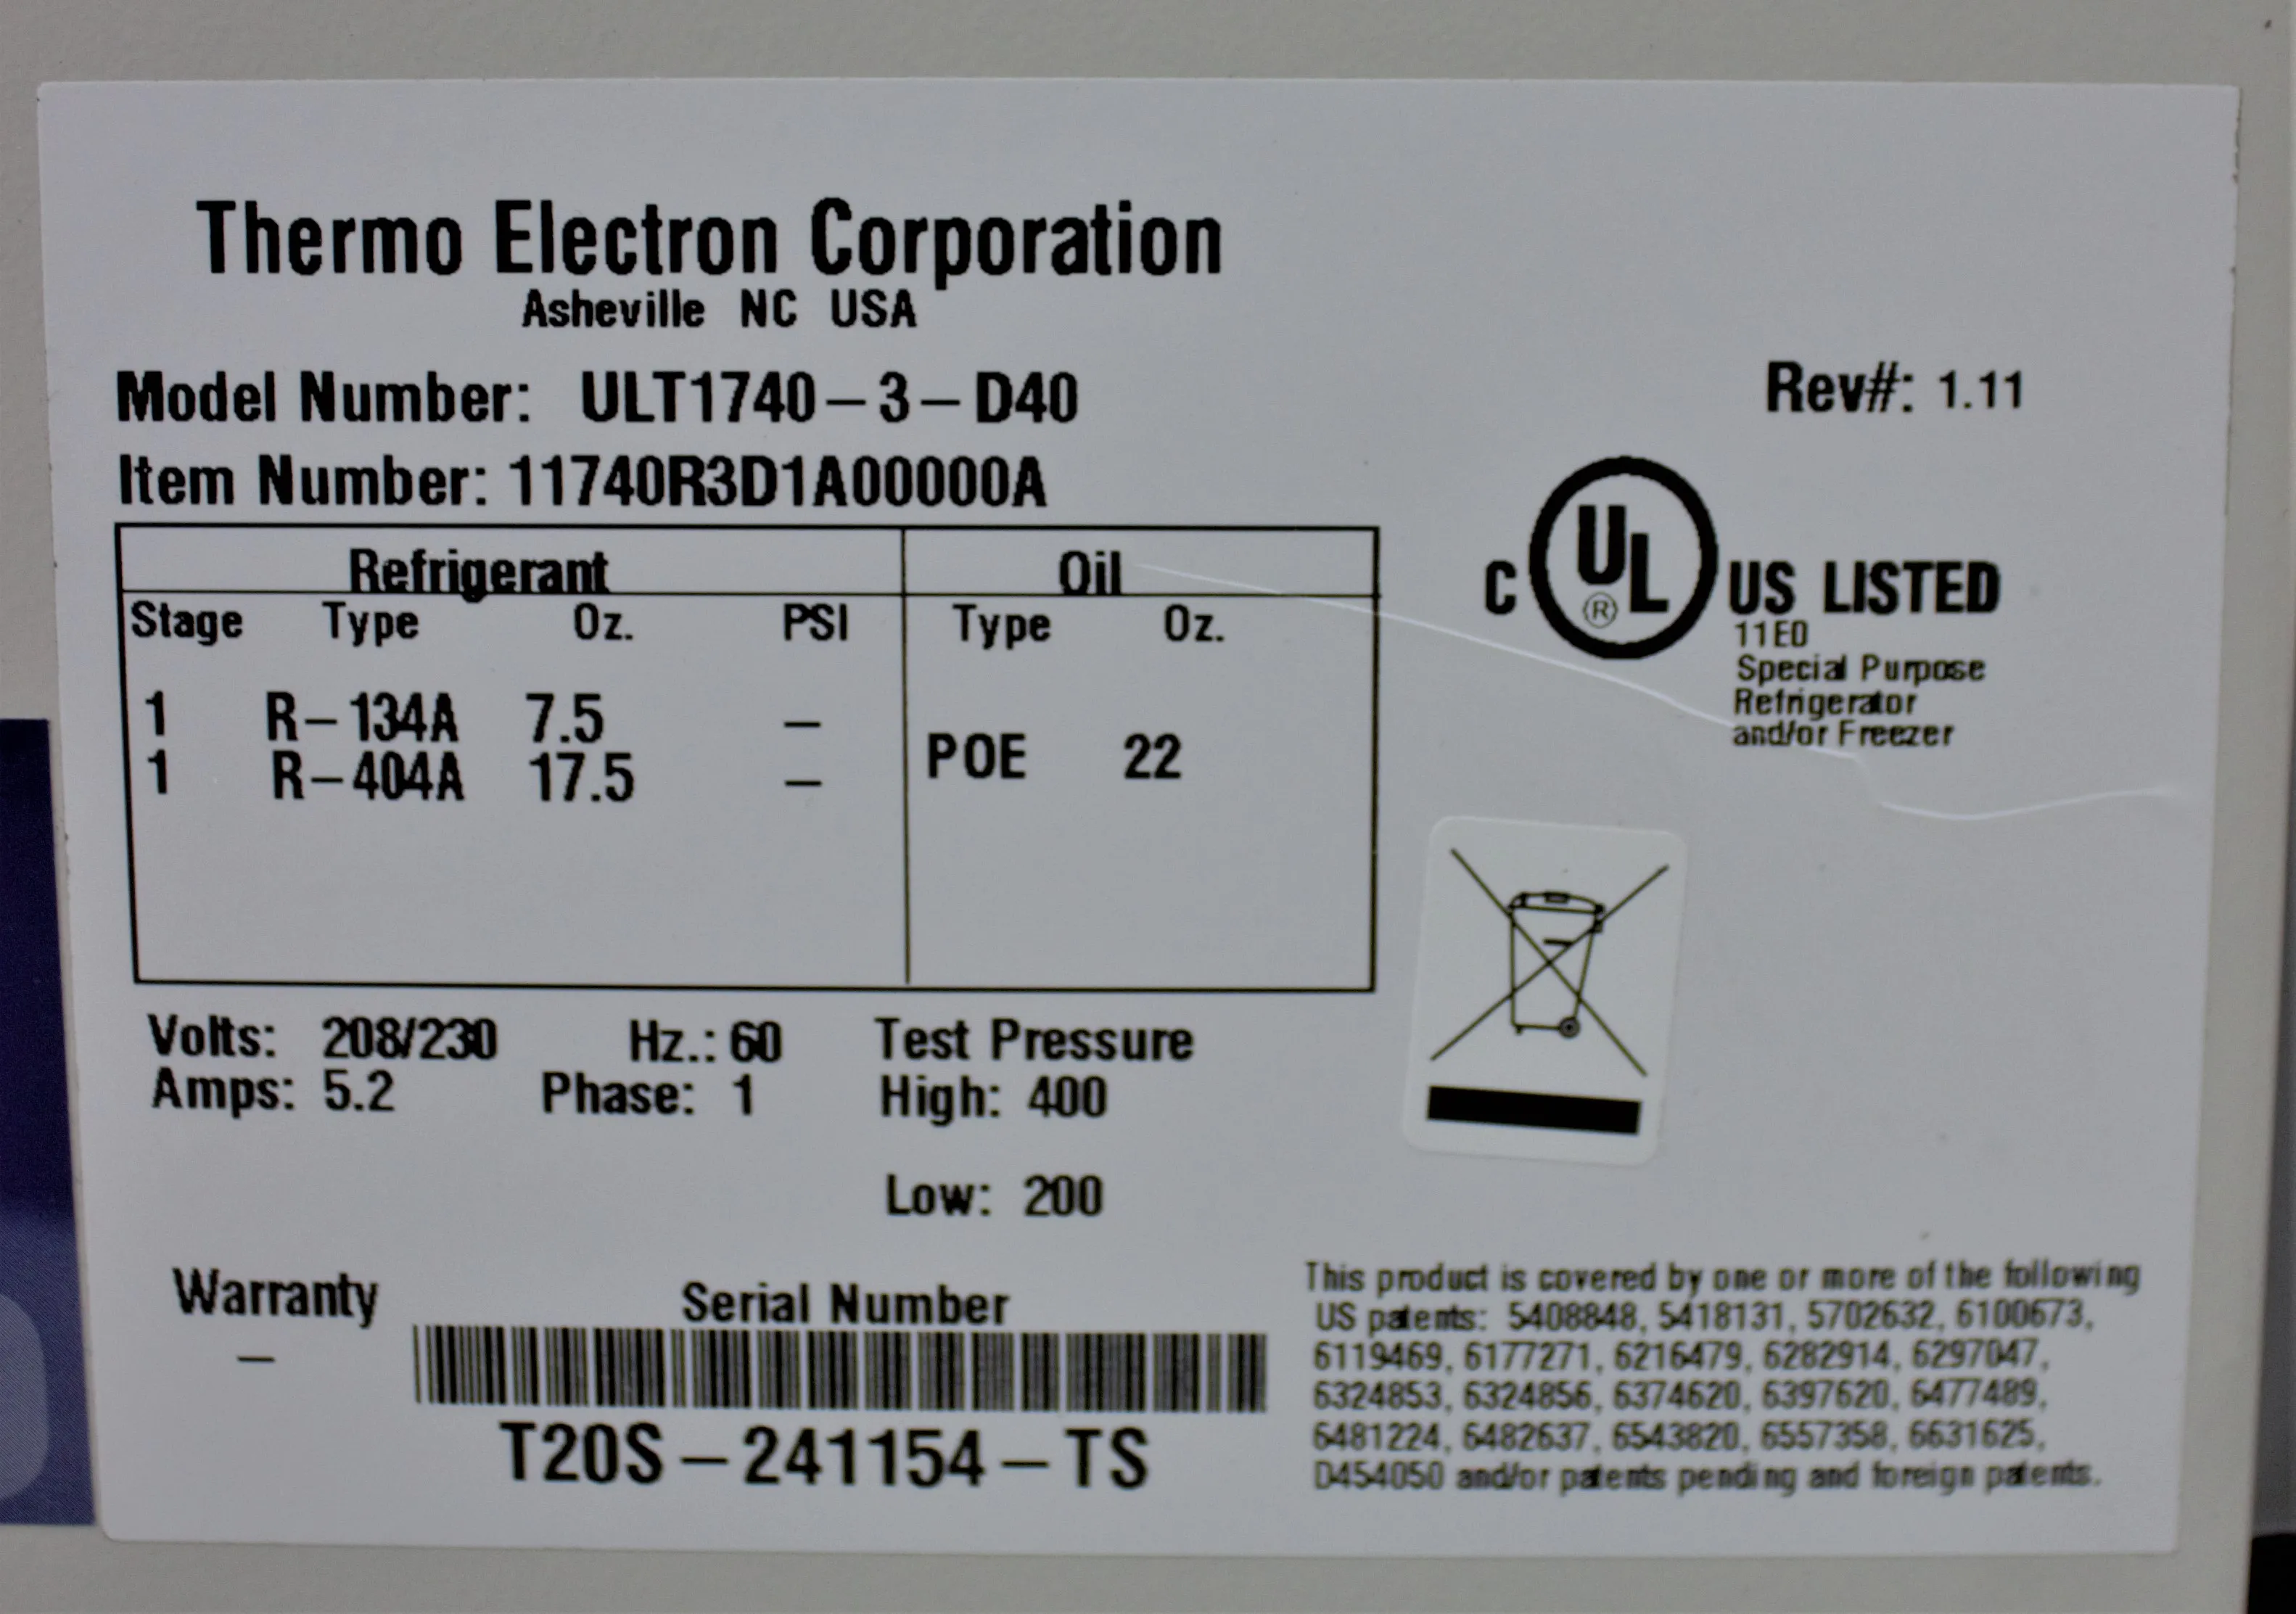 Thermo Electron Corporation
Asheville NC USA
Model Number: ULT1740-3-D40
Rev#: 1.11
Item Number: 11740R3D1A00000A
Refrigerant Oil
Stage Type Oz. PSI Type Oz.
1 R-134A 7.5 -
1 R-404A 17.5 -
POE 22
C UL ® US LISTED
11E0
Special Purpose
Refrigerator
and/or Freezer
Volts: 208/230 Hz.: 60 Test Pressure
Amps: 5.2 Phase: 1 High: 400
Low: 200
Warranty
-
Serial Number
T20S-241154-TS
This product is covered by one or more of the following
US patents: 5408848, 5418131, 5702632, 6100673,
6119469, 6177271, 6216479, 6282914, 6297047,
6324853, 6324856, 6374620, 6397620, 6477489,
6481224, 6482637, 6543820, 6557358, 6631625,
D454050 and/or patents pending and foreign patents.